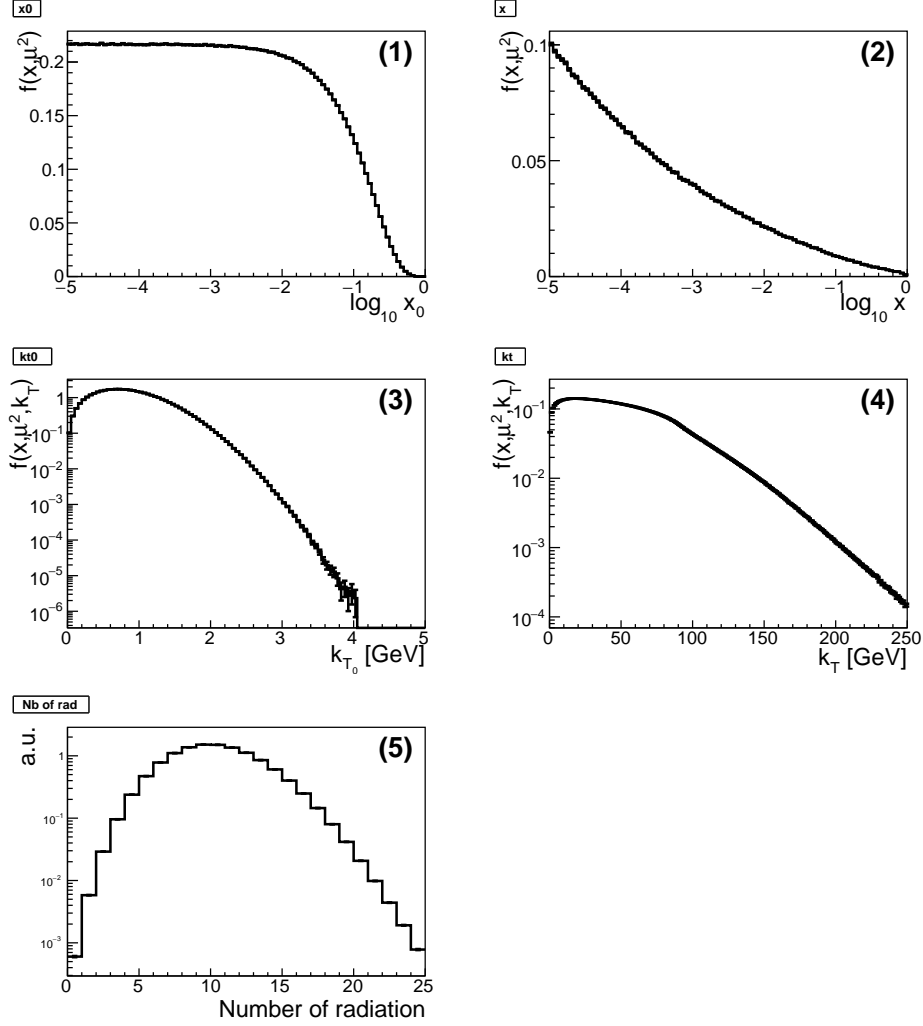 x0
(1)
f(x,μ²)
0.2
0.15
0.1
0.05
0
−5 −4 −3 −2 −1 0
log₁₀ x₀
x
(2)
f(x,μ²)
0.1
0.05
0
−5 −4 −3 −2 −1 0
log₁₀ x
kt0
(3)
f(x,μ²,k_T)
1
10⁻¹
10⁻²
10⁻³
10⁻⁴
10⁻⁵
10⁻⁶
0 1 2 3 4 5
k_T₀ [GeV]
kt
(4)
f(x,μ²,k_T)
10⁻¹
10⁻²
10⁻³
10⁻⁴
0 50 100 150 200 250
k_T [GeV]
Nb of rad
(5)
a.u.
1
10⁻¹
10⁻²
10⁻³
0 5 10 15 20 25
Number of radiation